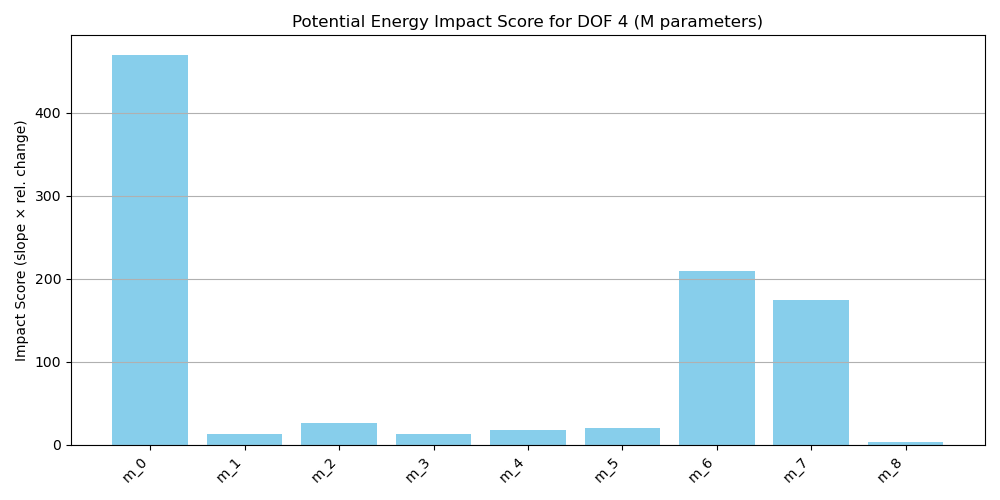 Potential Energy Impact Score for DOF 4 (M parameters)
Impact Score (slope × rel. change)
400
300
200
100
0
m_0
m_1
m_2
m_3
m_4
m_5
m_6
m_7
m_8